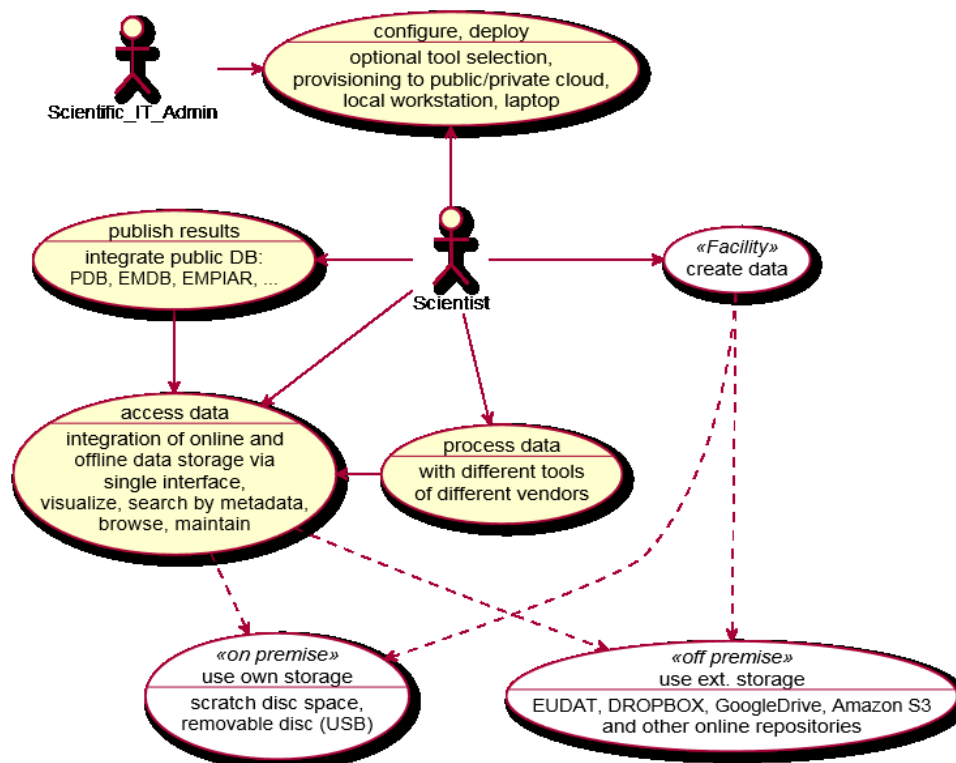 configure, deploy
optional tool selection,
provisioning to public/private cloud,
local workstation, laptop
Scientific_IT_Admin
publish results
integrate public DB:
PDB, EMDB, EMPIAR, ...
Scientist
«Facility»
create data
access data
integration of online and
offline data storage via
single interface,
visualize, search by metadata,
browse, maintain
process data
with different tools
of different vendors
«on premise»
use own storage
scratch disc space,
removable disc (USB)
«off premise»
use ext. storage
EUDAT, DROPBOX, GoogleDrive, Amazon S3
and other online repositories